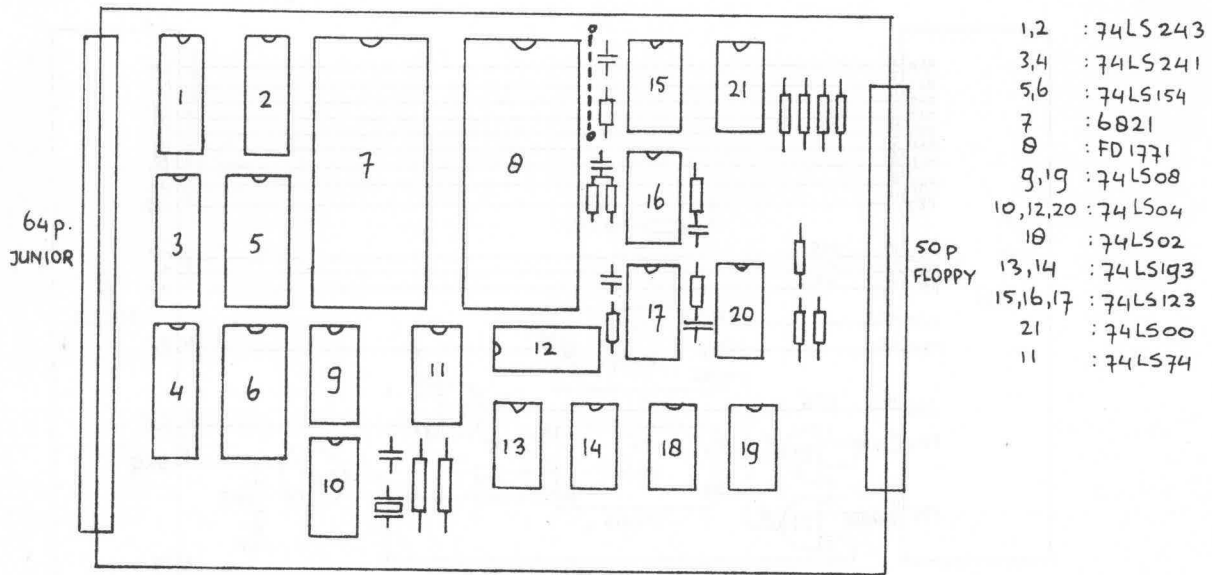 1,2 : 74LS243
3,4 : 74LS241
5,6 : 74LS154
7 : 6821
8 : FD1771
9,19 : 74LS08
10,12,20 : 74LS04
18 : 74LS02
13,14 : 74LS193
15,16,17 : 74LS123
21 : 74LS00
11 : 74LS74
64p.
JUNIOR
50p
FLOPPY
1
2
7
8
15
21
3
5
16
4
6
9
11
12
17
20
10
13
14
18
19